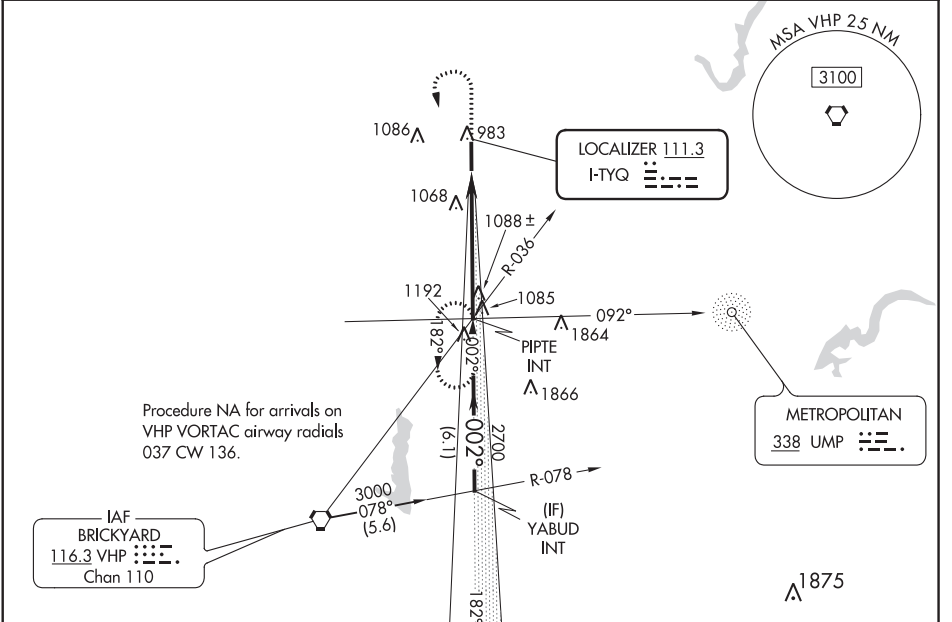 MSA VHP 25 NM
3100
1086
983
LOCALIZER 111.3
I-TYQ
1068
1088 ±
R-036
1192
1085
092°
1864
182°
002°
PIPTE
INT
1866
Procedure NA for arrivals on
VHP VORTAC airway radials
037 CW 136.
METROPOLITAN
338 UMP
002°
(6.1)
2700
3000
078°
(5.6)
R-078
(IF)
YABUD
INT
IAF
BRICKYARD
116.3 VHP
Chan 110
182°
1875